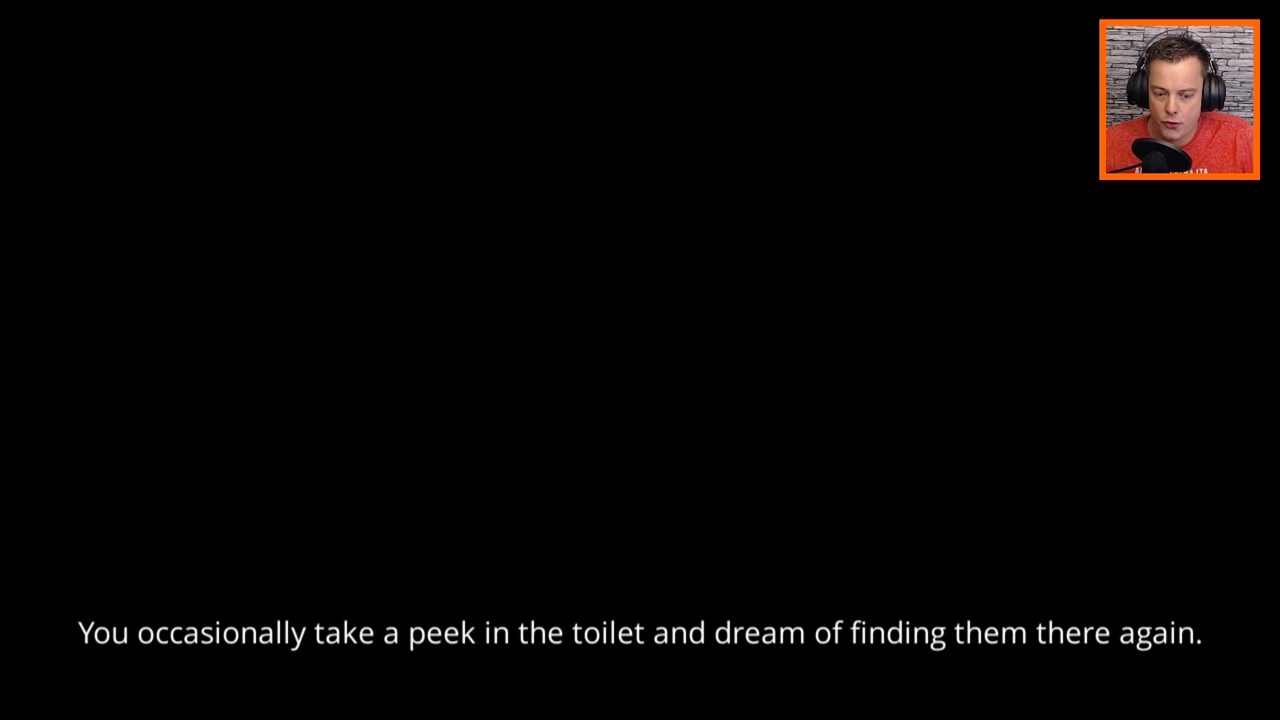 You occasionally take a peek in the toilet and dream of finding them there again.